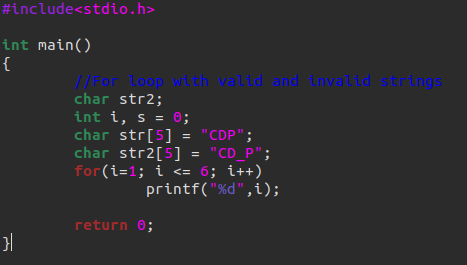 #include<stdio.h>
int main()
{
//For loop with valid and invalid strings
char str2;
int i, s = 0;
char str[5] = "CDP";
char str2[5] = "CD_P";
for(i=1; i <= 6; i++)
printf("%d",i);
return 0;
}